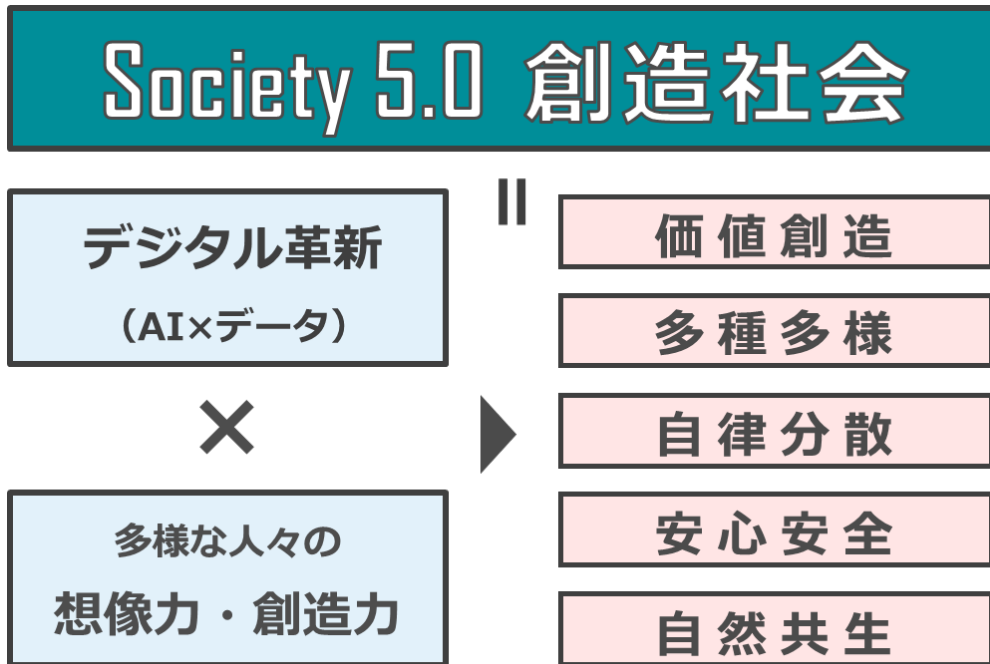 Society 5.0 創造社会
=
デジタル革新
（AI×データ）
×
多様な人々の
想像力・創造力
価値創造
多種多様
自律分散
安心安全
自然共生